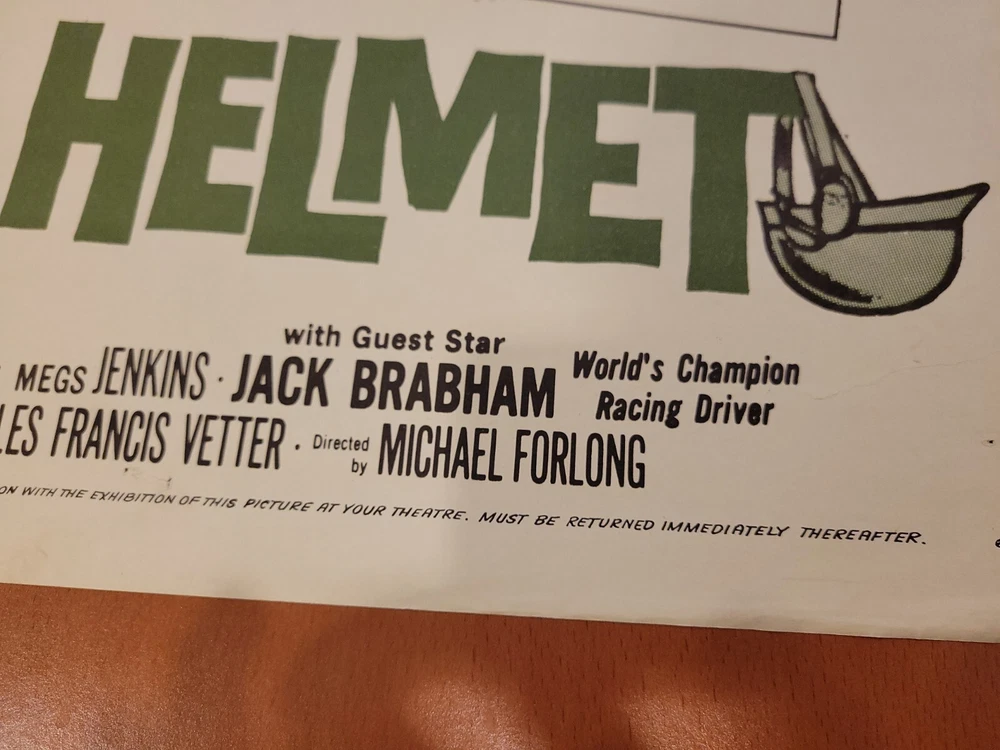 HELMET
with Guest Star
MEGS JENKINS · JACK BRABHAM World's Champion Racing Driver
LES FRANCIS VETTER · Directed by MICHAEL FORLONG
ON WITH THE EXHIBITION OF THIS PICTURE AT YOUR THEATRE. MUST BE RETURNED IMMEDIATELY THEREAFTER.